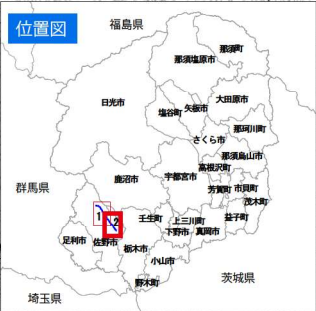 位置図
福島県
那須町
那須塩原市
日光市
大田原市
塩谷町
矢板市
那珂川町
さくら市
那須烏山市
高根沢町
鹿沼市
宇都宮市
群馬県
芳賀町
市貝町
茂木町
1
2
壬生町
上三川町
益子町
足利市
佐野市
栃木市
下野市
真岡市
小山市
野木町
茨城県
埼玉県